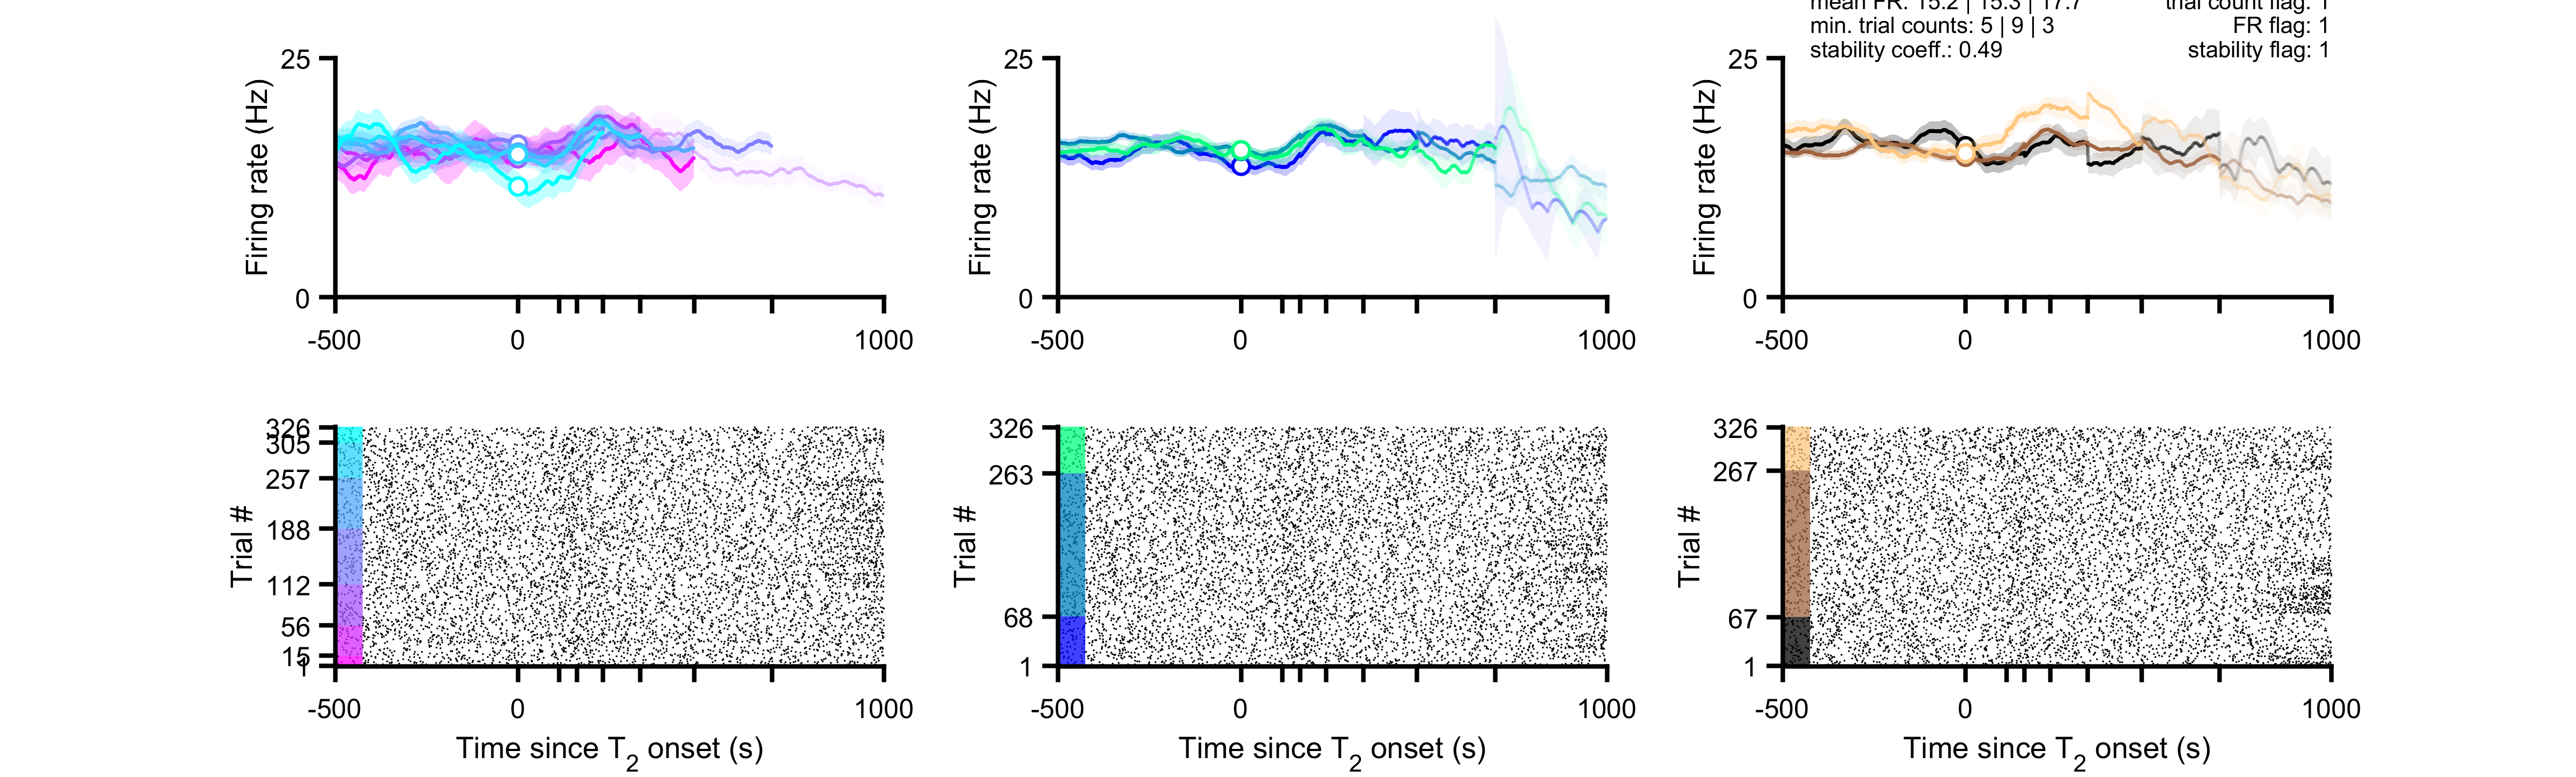 mean FR: 15.2 | 15.3 | 17.7 trial count flag: 1
min. trial counts: 5 | 9 | 3 FR flag: 1
stability coeff.: 0.49 stability flag: 1
25
Firing rate (Hz)
0
-500 0 1000
25
Firing rate (Hz)
0
-500 0 1000
25
Firing rate (Hz)
0
-500 0 1000
326
305
257
188
112
56
15
1
Trial #
-500 0 1000
Time since T2 onset (s)
326
263
68
1
Trial #
-500 0 1000
Time since T2 onset (s)
326
267
67
1
Trial #
-500 0 1000
Time since T2 onset (s)